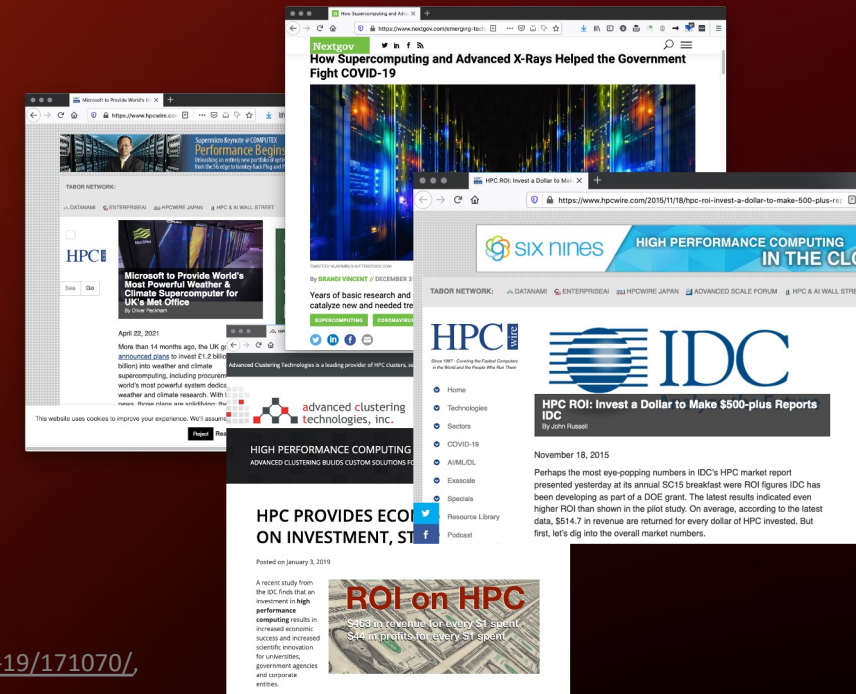 How Supercomputing and Adv
https://www.nextgov.com/emerging-tech
Nextgov
How Supercomputing and Advanced X-Rays Helped the Government
Fight COVID-19
By BRANDI VINCENT // DECEMBER 2
Years of basic research and
catalyze new and needed tre
SUPERCOMPUTING
CORONAVIRUS
Microsoft to Provide World's
https://www.hpcwire.com
Supermicro Keynote @ COMPUTEX
Performance Begins
TABOR NETWORK:
DATANAMI
ENTERPRISEAI
HPCWIRE JAPAN
HPC & AI WALL STREET
HPC
Sea
Go
Microsoft to Provide World's
Most Powerful Weather &
Climate Supercomputer for
UK's Met Office
By Oliver Peckham
April 22, 2021
More than 14 months ago, the UK go
announced plans to invest £1.2 billio
billion) into weather and climate
supercomputing, including procurem
world's most powerful system dedica
weather and climate research. With
This website uses cookies to improve your experience. We'll assume
Reject
HPC ROI: Invest a Dollar to Mak
https://www.hpcwire.com/2015/11/18/hpc-roi-invest-a-dollar-to-make-500-plus-rep
six nines
HIGH PERFORMANCE COMPUTING
IN THE CLO
TABOR NETWORK:
DATANAMI
ENTERPRISEAI
HPCWIRE JAPAN
ADVANCED SCALE FORUM
HPC & AI WALL STRE
HPC wire
Since 1987 - Covering the Fastest Computers
in the World and the People Who Run Them
Home
Technologies
Sectors
COVID-19
AI/ML/DL
Exascale
Specials
Resource Library
Podcast
IDC
HPC ROI: Invest a Dollar to Make $500-plus Reports
IDC
By John Russell
November 18, 2015
Perhaps the most eye-popping numbers in IDC's HPC market report
presented yesterday at its annual SC15 breakfast were ROI figures IDC has
been developing as part of a DOE grant. The latest results indicated even
higher ROI than shown in the pilot study. On average, according to the latest
data, $514.7 in revenue are returned for every dollar of HPC invested. But
first, let's dig into the overall market numbers.
Advanced Clustering Technologies is a leading provider of HPC clusters, se
advanced clustering
technologies, inc.
HIGH PERFORMANCE COMPUTING
ADVANCED CLUSTERING BUILDS CUSTOM SOLUTIONS FO
HPC PROVIDES ECO
ON INVESTMENT, ST
Posted on January 3, 2019
A recent study from
the IDC finds that an
investment in high
performance
computing results in
increased economic
success and increased
scientific innovation
for universities,
government agencies
and corporate
entities.
ROI on HPC
$463 in revenue for every $1 spent
$44 in profits for every $1 spent
-19/171070/,